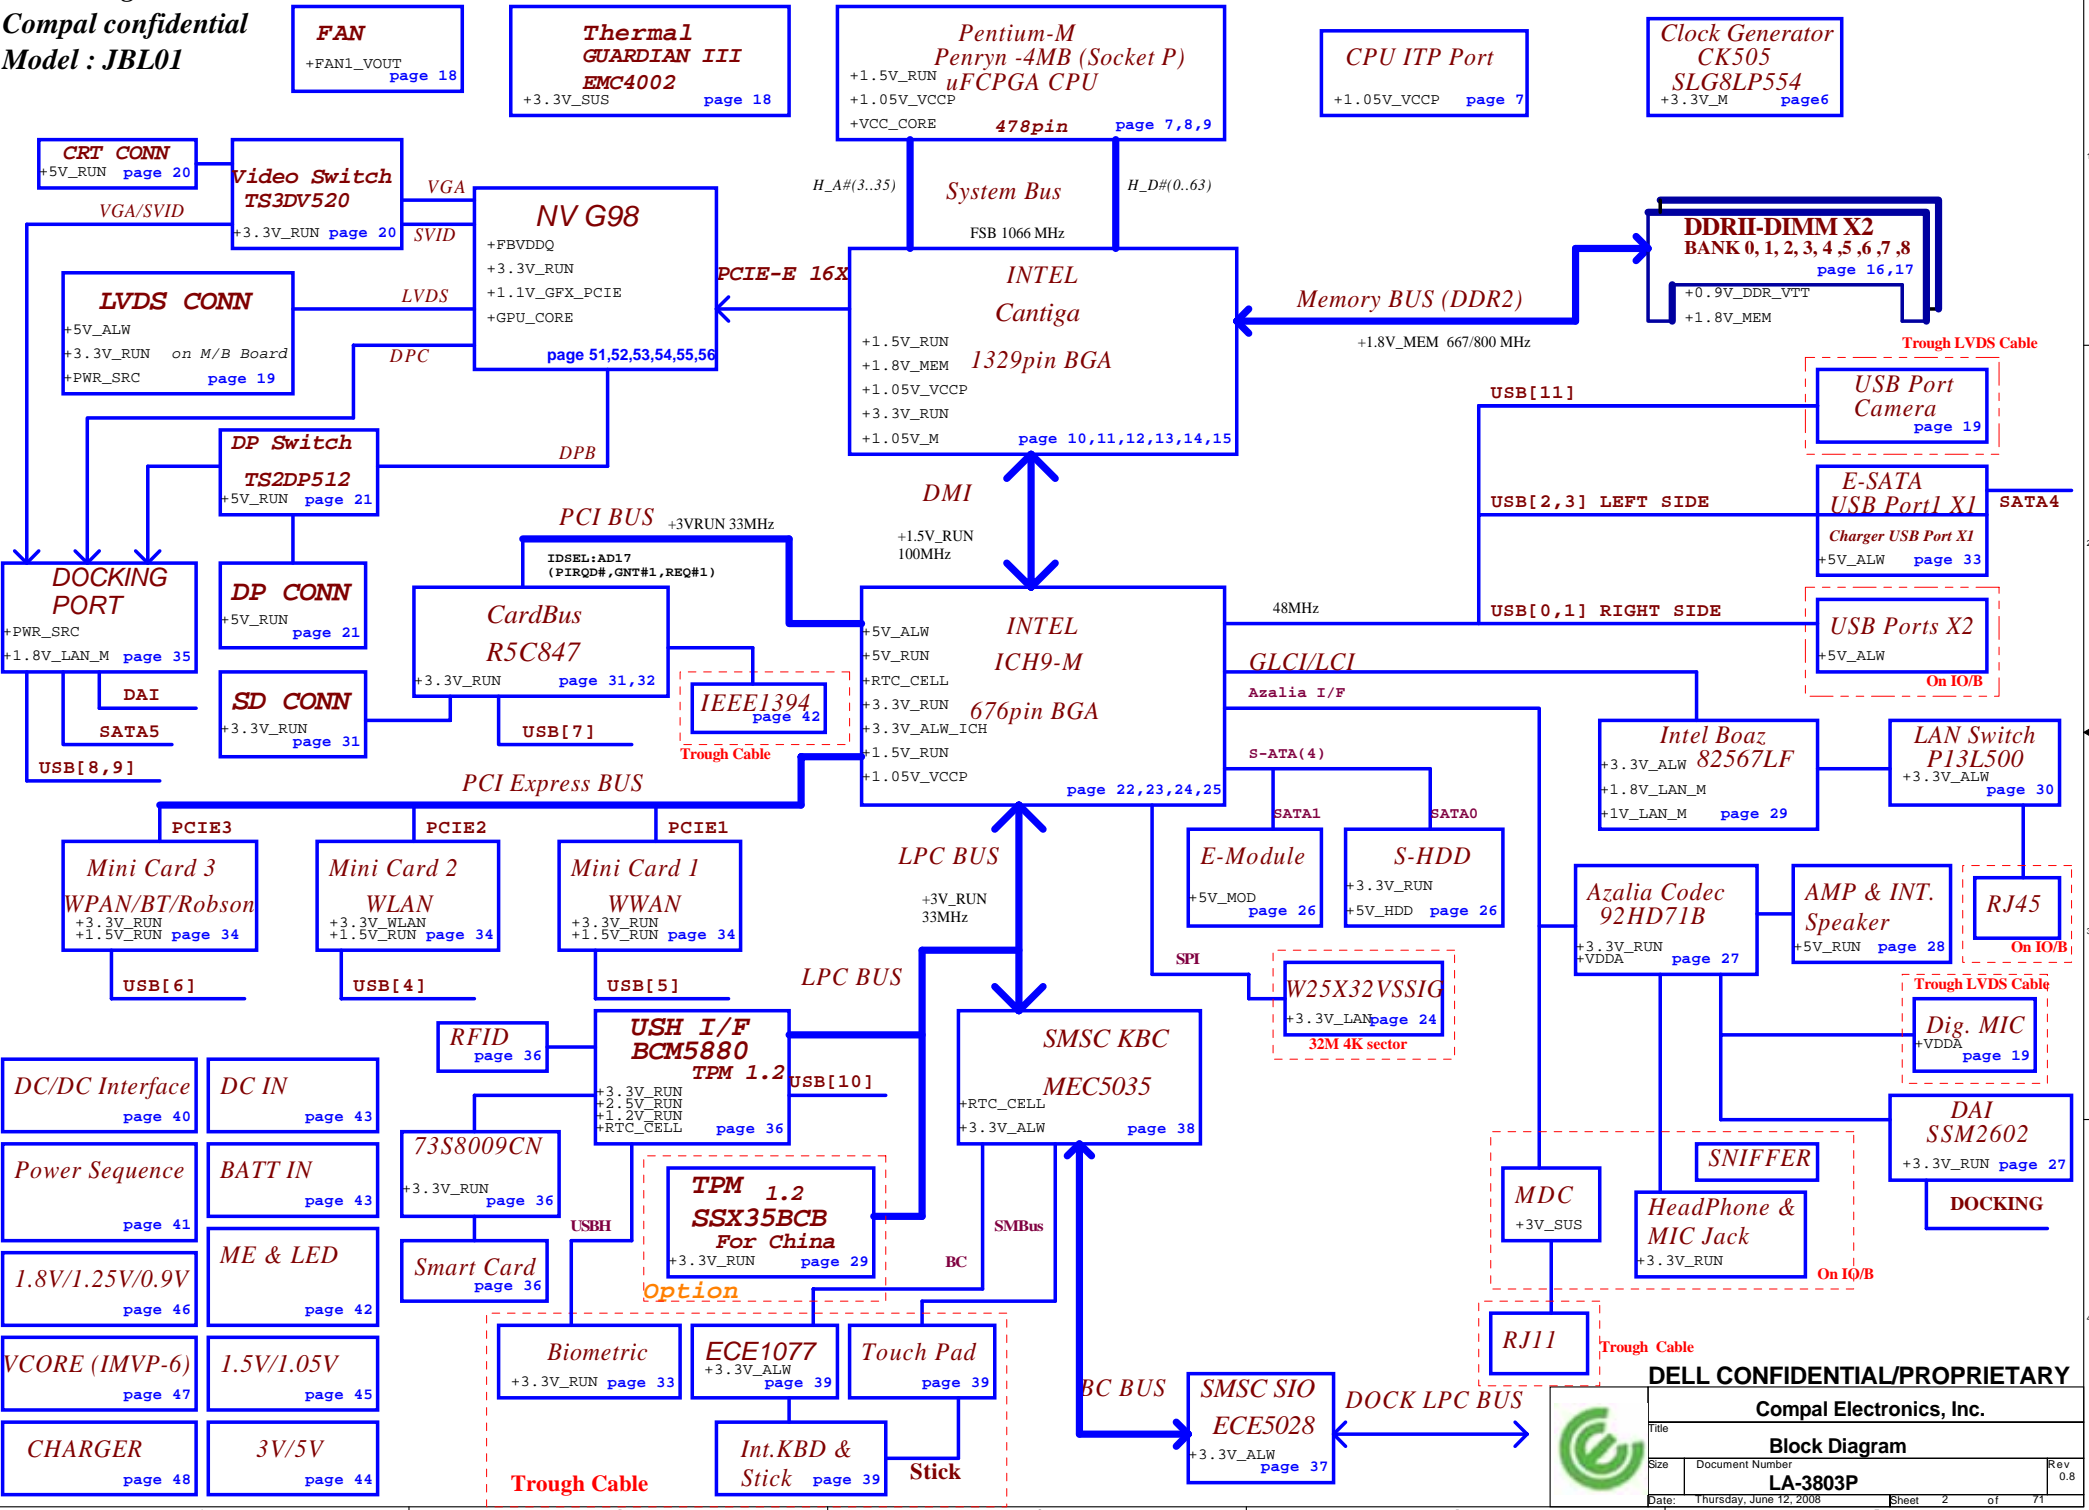 Compal confidential
Model : JBL01
FAN
+FAN1_VOUT
page 18
Thermal
GUARDIAN III
EMC4002
+3.3V_SUS
page 18
Pentium-M
Penryn -4MB (Socket P)
uFCPGA CPU
+1.5V_RUN
+1.05V_VCCP
+VCC_CORE
478pin
page 7,8,9
CPU ITP Port
+1.05V_VCCP
page 7
Clock Generator
CK505
SLG8LP554
+3.3V_M
page6
CRT CONN
+5V_RUN
page 20
Video Switch
TS3DV520
+3.3V_RUN
page 20
VGA
SVID
VGA/SVID
NV G98
+FBVDDQ
+3.3V_RUN
+1.1V_GFX_PCIE
+GPU_CORE
page 51,52,53,54,55,56
H_A#(3..35)
System Bus
H_D#(0..63)
FSB 1066 MHz
PCIE-E 16X
INTEL
Cantiga
1329pin BGA
+1.5V_RUN
+1.8V_MEM
+1.05V_VCCP
+3.3V_RUN
+1.05V_M
page 10,11,12,13,14,15
Memory BUS (DDR2)
+1.8V_MEM 667/800 MHz
DDRII-DIMM X2
BANK 0, 1, 2, 3, 4 ,5 ,6 ,7 ,8
page 16,17
+0.9V_DDR_VTT
+1.8V_MEM
LVDS CONN
+5V_ALW
+3.3V_RUN
on M/B Board
+PWR_SRC
page 19
LVDS
DPC
DPB
DP Switch
TS2DP512
+5V_RUN
page 21
DP CONN
+5V_RUN
page 21
DOCKING
PORT
+PWR_SRC
+1.8V_LAN_M
page 35
DAI
SATA5
USB[8,9]
SD CONN
+3.3V_RUN
page 31
PCI BUS
+3VRUN 33MHz
IDSEL:AD17
(PIRQD#,GNT#1,REQ#1)
CardBus
R5C847
+3.3V_RUN
page 31,32
USB[7]
IEEE1394
page 42
Trough Cable
DMI
+1.5V_RUN
100MHz
INTEL
ICH9-M
676pin BGA
+5V_ALW
+5V_RUN
+RTC_CELL
+3.3V_RUN
+3.3V_ALW_ICH
+1.5V_RUN
+1.05V_VCCP
page 22,23,24,25
Trough LVDS Cable
USB Port
Camera
page 19
USB[11]
E-SATA
USB Port1 X1
Charger USB Port X1
+5V_ALW
page 33
SATA4
USB[2,3] LEFT SIDE
48MHz
USB[0,1] RIGHT SIDE
USB Ports X2
+5V_ALW
On IO/B
GLCI/LCI
Azalia I/F
S-ATA(4)
Intel Boaz
82567LF
+3.3V_ALW
+1.8V_LAN_M
+1V_LAN_M
page 29
LAN Switch
P13L500
+3.3V_ALW
page 30
RJ45
On IO/B
PCI Express BUS
PCIE3
PCIE2
PCIE1
Mini Card 3
WPAN/BT/Robson
+3.3V_RUN
+1.5V_RUN
page 34
USB[6]
Mini Card 2
WLAN
+3.3V_WLAN
+1.5V_RUN
page 34
USB[4]
Mini Card 1
WWAN
+3.3V_RUN
+1.5V_RUN
page 34
USB[5]
LPC BUS
+3V_RUN
33MHz
LPC BUS
SATA1
SATA0
E-Module
+5V_MOD
page 26
S-HDD
+3.3V_RUN
+5V_HDD
page 26
SPI
W25X32VSSIG
+3.3V_LAN
page 24
32M 4K sector
Azalia Codec
92HD71B
+3.3V_RUN
+VDDA
page 27
AMP & INT.
Speaker
+5V_RUN
page 28
Trough LVDS Cable
Dig. MIC
+VDDA
page 19
DAI
SSM2602
+3.3V_RUN
page 27
DOCKING
SNIFFER
HeadPhone &
MIC Jack
+3.3V_RUN
On IO/B
MDC
+3V_SUS
RJ11
Trough Cable
RFID
page 36
USH I/F
BCM5880
TPM 1.2
+3.3V_RUN
+2.5V_RUN
+1.2V_RUN
+RTC_CELL
page 36
USB[10]
73S8009CN
+3.3V_RUN
page 36
Smart Card
page 36
USBH
TPM 1.2
SSX35BCB
For China
+3.3V_RUN
page 29
Option
SMSC KBC
MEC5035
+RTC_CELL
+3.3V_ALW
page 38
SMBus
BC
Biometric
+3.3V_RUN
page 33
ECE1077
+3.3V_ALW
page 39
Touch Pad
page 39
Int.KBD &
Stick
page 39
Stick
Trough Cable
BC BUS
SMSC SIO
ECE5028
+3.3V_ALW
page 37
DOCK LPC BUS
DC/DC Interface
page 40
DC IN
page 43
Power Sequence
page 41
BATT IN
page 43
1.8V/1.25V/0.9V
page 46
ME & LED
page 42
VCORE (IMVP-6)
page 47
1.5V/1.05V
page 45
CHARGER
page 48
3V/5V
page 44
DELL CONFIDENTIAL/PROPRIETARY
Compal Electronics, Inc.
Title
Block Diagram
Size
Document Number
Rev
LA-3803P
0.8
Date:
Thursday, June 12, 2008
Sheet
2
of
71